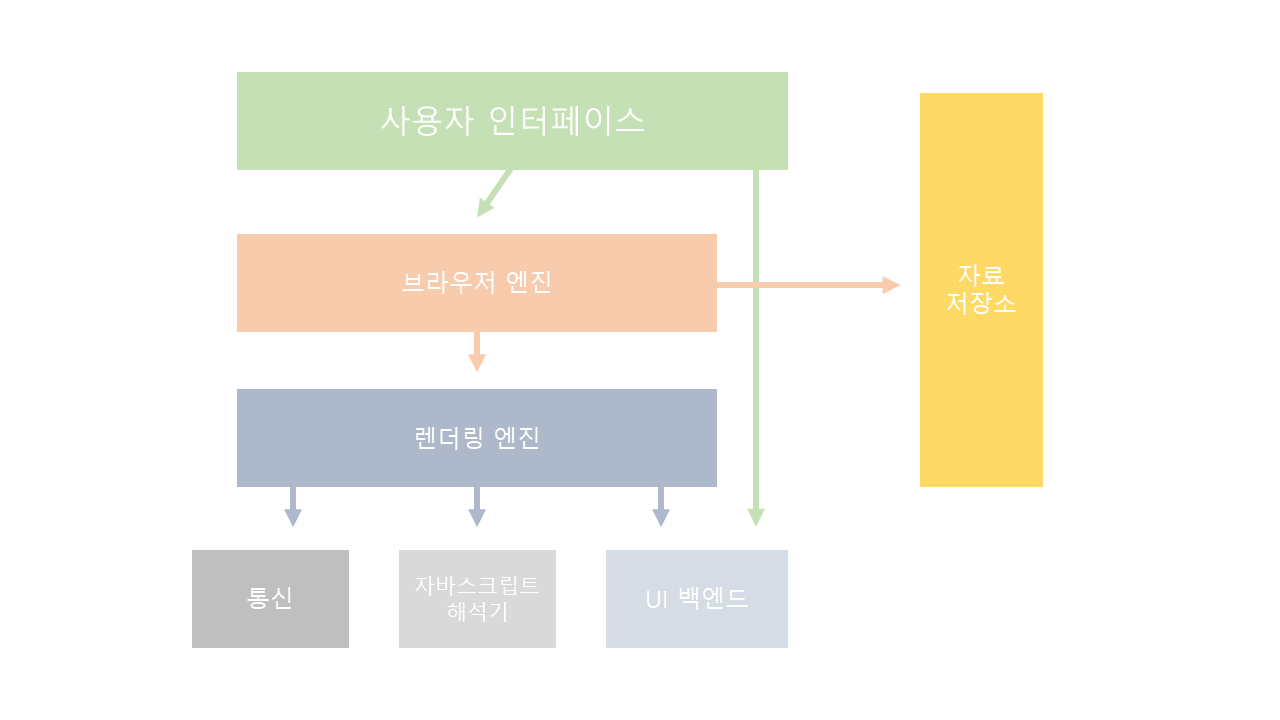 사용자 인터페이스
브라우저 엔진
자료
저장소
렌더링 엔진
통신
자바스크립트
해석기
UI 백엔드